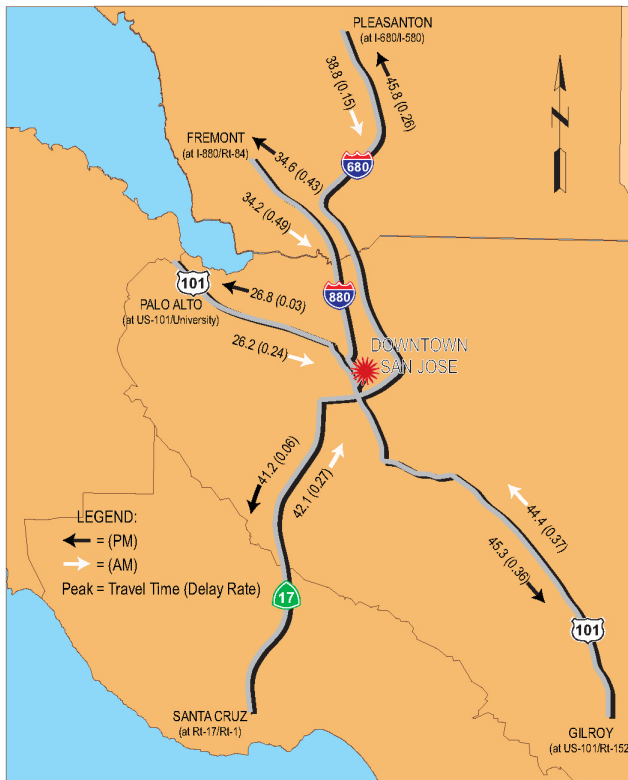 PLEASANTON
(at I-680/I-580)
38.8 (0.15)
45.8 (0.26)
N
FREMONT
(at I-880/Rt-84)
34.6 (0.43)
680
34.2 (0.49)
101
26.8 (0.03)
880
PALO ALTO
(at US-101/University)
26.2 (0.24)
DOWNTOWN
SAN JOSE
41.2 (0.06)
42.1 (0.27)
44.4 (0.37)
45.3 (0.36)
LEGEND:
= (PM)
= (AM)
Peak = Travel Time (Delay Rate)
17
101
SANTA CRUZ
(at Rt-17/Rt-1)
GILROY
(at US-101/Rt-152